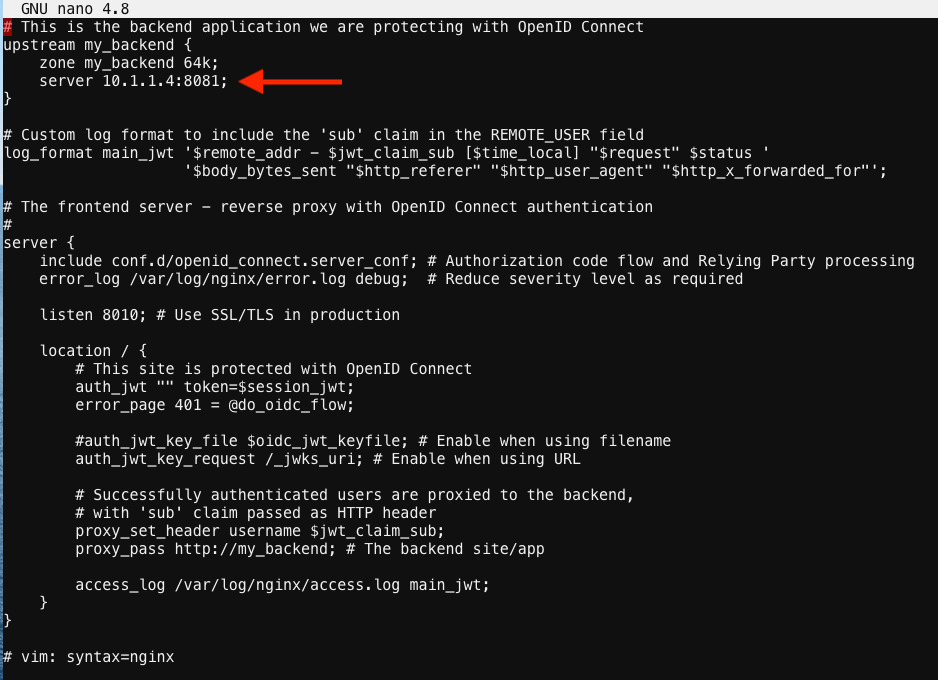 GNU nano 4.8
# This is the backend application we are protecting with OpenID Connect
upstream my_backend {
    zone my_backend 64k;
    server 10.1.1.4:8081;
}

# Custom log format to include the 'sub' claim in the REMOTE_USER field
log_format main_jwt '$remote_addr - $jwt_claim_sub [$time_local] "$request" $status '
                    '$body_bytes_sent "$http_referer" "$http_user_agent" "$http_x_forwarded_for"';

# The frontend server - reverse proxy with OpenID Connect authentication
#
server {
    include conf.d/openid_connect.server_conf; # Authorization code flow and Relying Party processing
    error_log /var/log/nginx/error.log debug;  # Reduce severity level as required

    listen 8010; # Use SSL/TLS in production

    location / {
        # This site is protected with OpenID Connect
        auth_jwt "" token=$session_jwt;
        error_page 401 = @do_oidc_flow;

        #auth_jwt_key_file $oidc_jwt_keyfile; # Enable when using filename
        auth_jwt_key_request /_jwks_uri; # Enable when using URL

        # Successfully authenticated users are proxied to the backend,
        # with 'sub' claim passed as HTTP header
        proxy_set_header username $jwt_claim_sub;
        proxy_pass http://my_backend; # The backend site/app

        access_log /var/log/nginx/access.log main_jwt;
    }
}

# vim: syntax=nginx